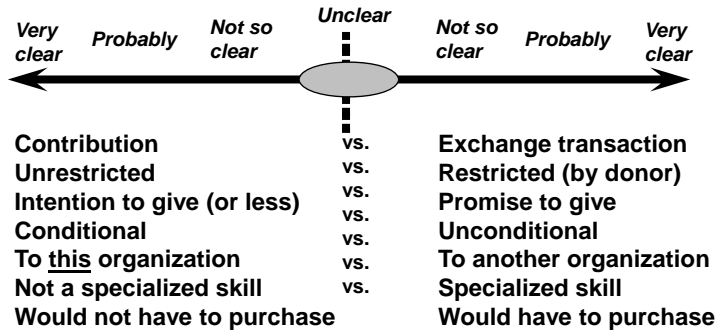 Very clear Probably Not so clear Unclear Not so clear Probably Very clear
Contribution vs. Exchange transaction
Unrestricted vs. Restricted (by donor)
Intention to give (or less) vs. Promise to give
Conditional vs. Unconditional
To this organization vs. To another organization
Not a specialized skill vs. Specialized skill
Would not have to purchase Would have to purchase